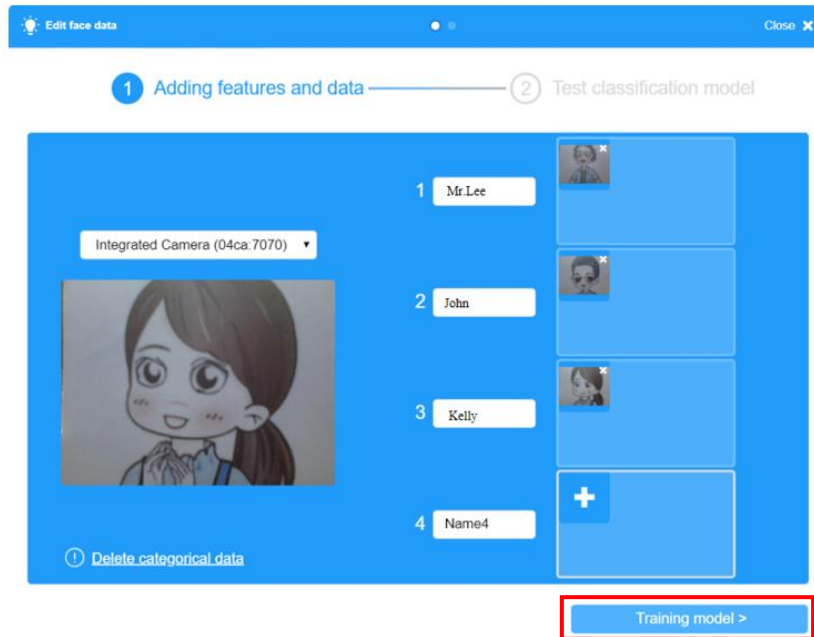 Edit face data
Close ✕
1 Adding features and data
2 Test classification model
1 Mr.Lee
Integrated Camera (04ca:7070)
2 John
3 Kelly
4 Name4
Delete categorical data
Training model >